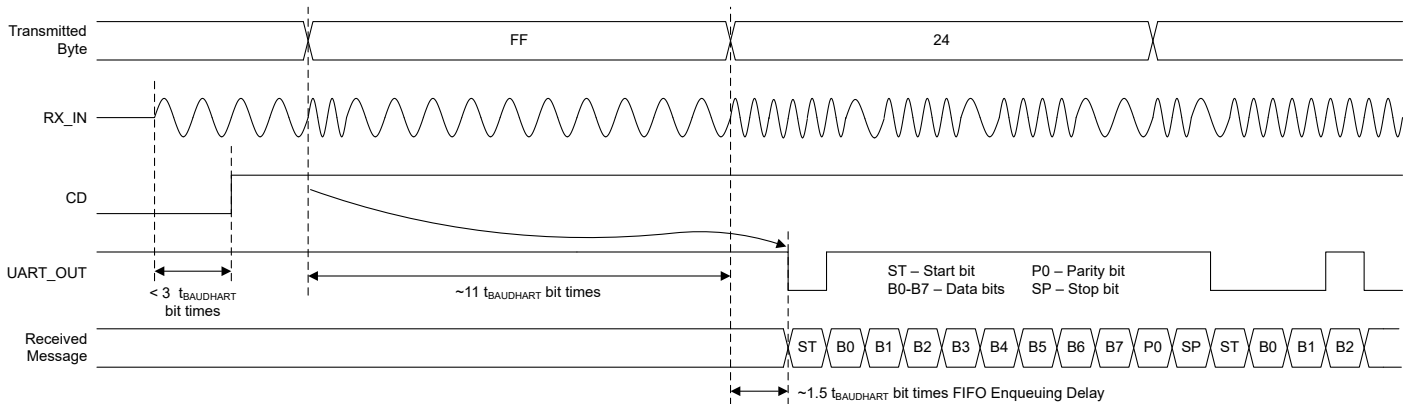 Transmitted
Byte
FF
24
RX_IN
CD
UART_OUT
ST – Start bit
P0 – Parity bit
B0-B7 – Data bits
SP – Stop bit
< 3 tBAUDHART
bit times
~11 tBAUDHART bit times
Received
Message
ST B0 B1 B2 B3 B4 B5 B6 B7 P0 SP ST B0 B1 B2
~1.5 tBAUDHART bit times FIFO Enqueuing Delay